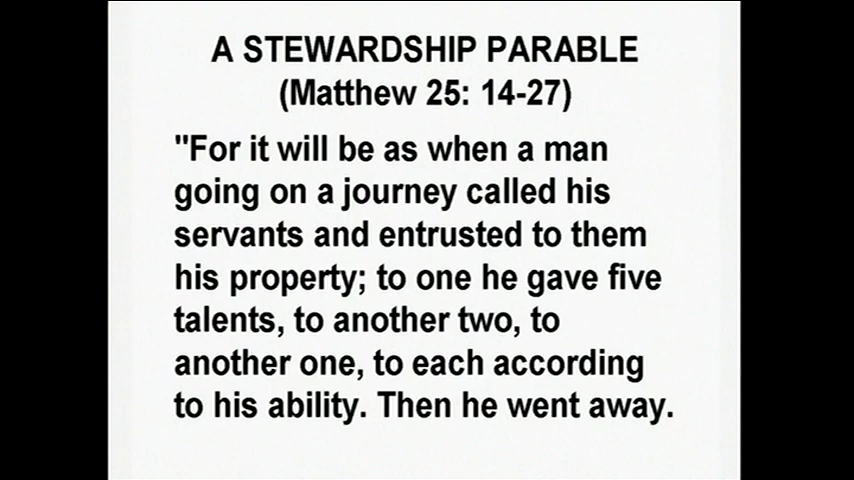 A STEWARDSHIP PARABLE
(Matthew 25: 14-27)
"For it will be as when a man
going on a journey called his
servants and entrusted to them
his property; to one he gave five
talents, to another two, to
another one, to each according
to his ability. Then he went away.